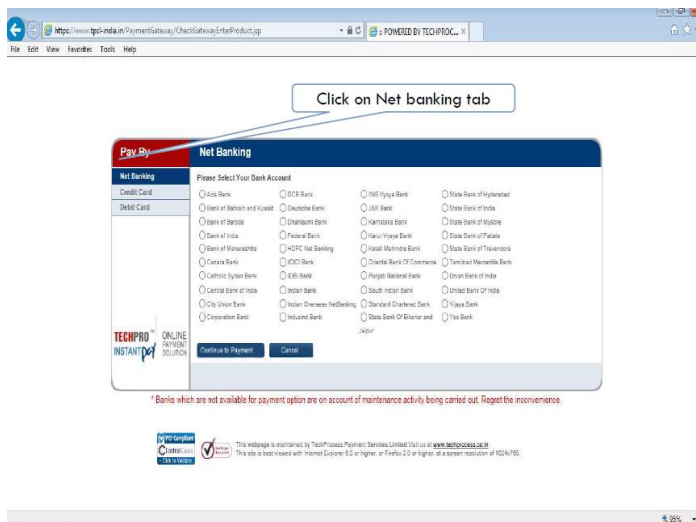 https://www.tpsl-india.in/PaymentGateway/CheckGatewayEnterProduct.jsp
:: POWERED BY TECHPROC...
File Edit View Favorites Tools Help
Click on Net banking tab
Pay By
Net Banking
Net Banking
Credit Card
Debit Card
Please Select Your Bank Account
Axis Bank DCB Bank ING Vysya Bank State Bank of Hyderabad
Bank of Bahrain and Kuwait Deutsche Bank J&K Bank State Bank of India
Bank of Baroda Dhanlaxmi Bank Karnataka Bank State Bank of Mysore
Bank of India Federal Bank Karur Vysya Bank State Bank of Patiala
Bank of Maharashtra HDFC Net Banking Kotak Mahindra Bank State Bank of Travancore
Canara Bank ICICI Bank Oriental Bank Of Commerce Tamilnad Mercantile Bank
Catholic Syrian Bank IDBI Bank Punjab National Bank Union Bank of India
Central Bank of India Indian Bank South Indian Bank United Bank Of India
City Union Bank Indian Overseas NetBanking Standard Chartered Bank Vijaya Bank
Corporation Bank IndusInd Bank State Bank Of Bikaner and Jaipur Yes Bank
Continue to Payment Cancel
TECHPRO™ INSTANT pay
ONLINE PAYMENT SOLUTION
* Banks which are not available for payment option are on account of maintenance activity being carried out. Regret the inconvenience.
PCI Compliant
ControlCase
Click to Validate
This webpage is maintained by TechProcess Payment Services Limited.Visit us at www.techprocess.co.in
This site is best viewed with Internet Explorer 6.0 or higher, or Firefox 2.0 or higher, at a screen resolution of 1024x768.
95%